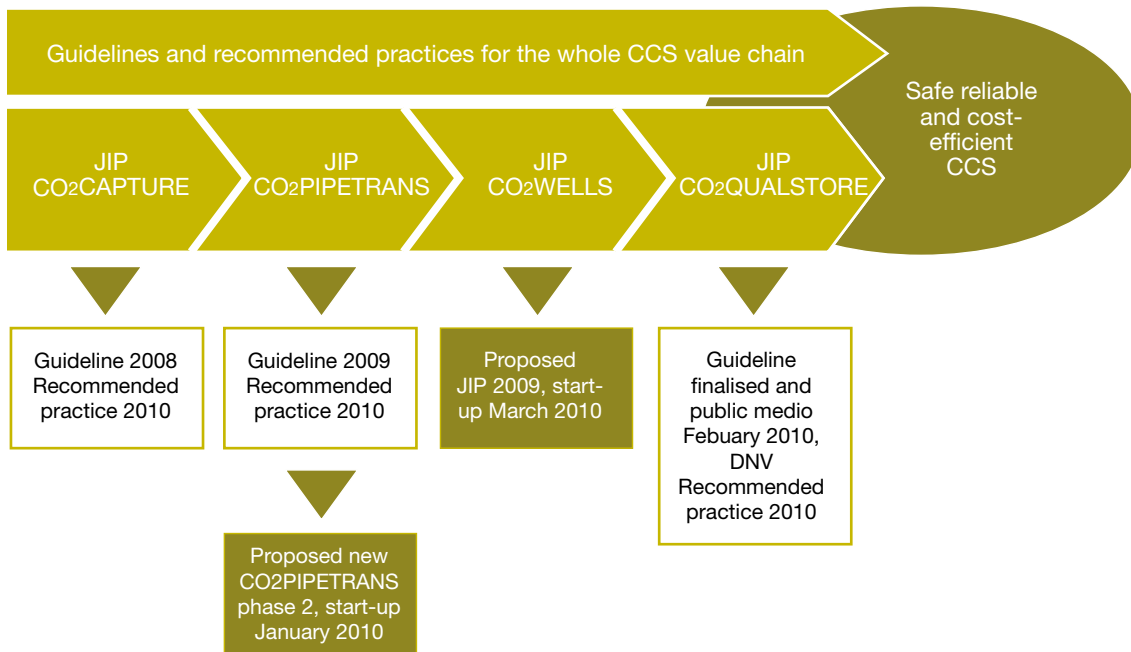 Guidelines and recommended practices for the whole CCS value chain
Safe reliable
and cost-
efficient
CCS
JIP
CO2CAPTURE
JIP
CO2PIPETRANS
JIP
CO2WELLS
JIP
CO2QUALSTORE
Guideline 2008
Recommended
practice 2010
Guideline 2009
Recommended
practice 2010
Proposed
JIP 2009, start-
up March 2010
Guideline
finalised and
public medio
Febuary 2010,
DNV
Recommended
practice 2010
Proposed new
CO2PIPETRANS
phase 2, start-up
January 2010